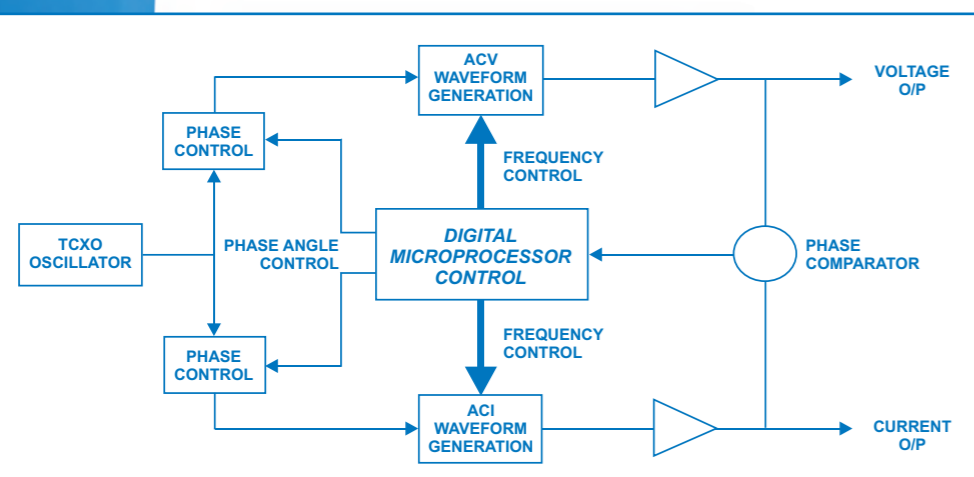 ACV
WAVEFORM
GENERATION
VOLTAGE
O/P
PHASE
CONTROL
FREQUENCY
CONTROL
TCXO
OSCILLATOR
PHASE ANGLE
CONTROL
DIGITAL
MICROPROCESSOR
CONTROL
PHASE
COMPARATOR
FREQUENCY
CONTROL
PHASE
CONTROL
ACI
WAVEFORM
GENERATION
CURRENT
O/P